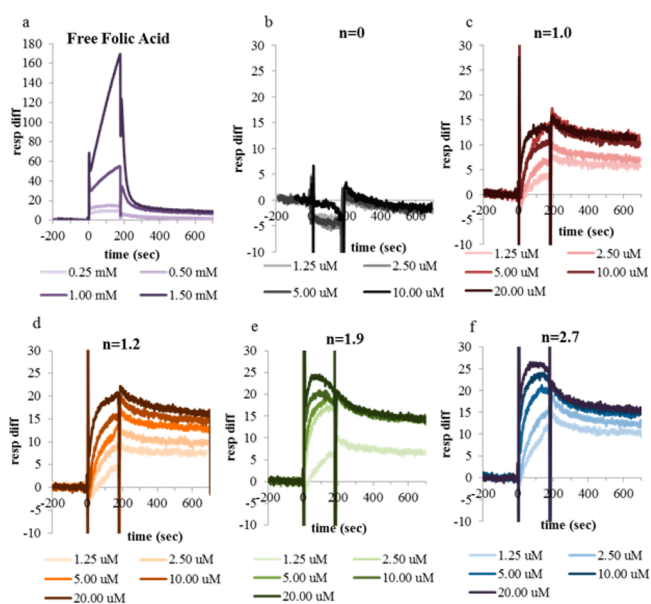 a
Free Folic Acid
180
160
140
120
100
80
60
40
20
0
-200 0 200 400 600
resp diff
time (sec)
0.25 mM 0.50 mM
1.00 mM 1.50 mM
b
n=0
30
25
20
15
10
5
0
-5
-10
-200 0 200 400 600
resp diff
time (sec)
1.25 uM 2.50 uM
5.00 uM 10.00 uM
c
n=1.0
30
25
20
15
10
5
0
-5
-10
-200 0 200 400 600
resp diff
time (sec)
1.25 uM 2.50 uM
5.00 uM 10.00 uM
20.00 uM
d
n=1.2
30
25
20
15
10
5
0
-5
-10
-200 0 200 400 600
resp diff
time (sec)
1.25 uM 2.50 uM
5.00 uM 10.00 uM
20.00 uM
e
n=1.9
30
25
20
15
10
5
0
-5
-10
-200 0 200 400 600
resp diff
time (sec)
1.25 uM 2.50 uM
5.00 uM 10.00 uM
20.00 uM
f
n=2.7
30
25
20
15
10
5
0
-5
-10
-200 0 200 400 600
resp diff
time (sec)
1.25 uM 2.50 uM
5.00 uM 10.00 uM
20.00 uM